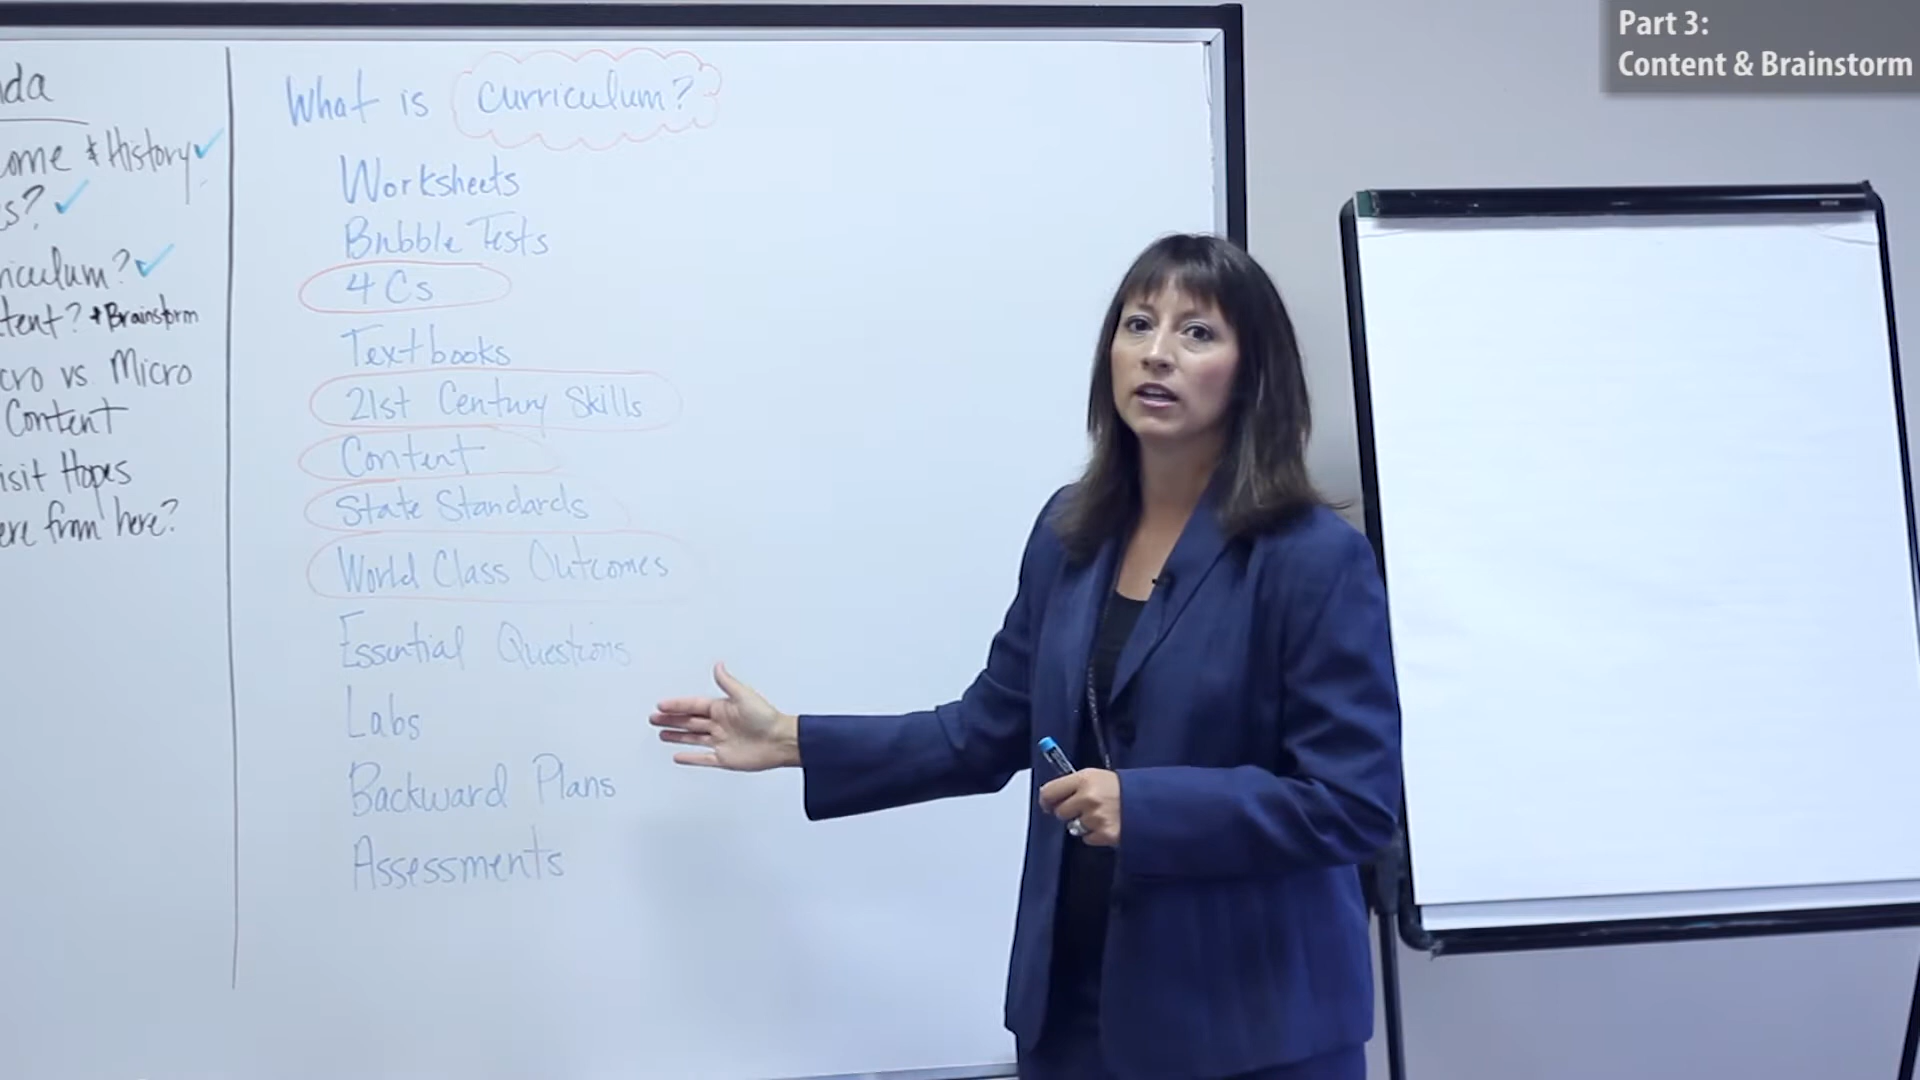 Part 3:
Content & Brainstorm
nda
ome & History
s?
riculum?
tent? + Brainstorm
cro vs. Micro
Content
isit Hopes
ere from here?
What is curriculum?
Worksheets
Bubble Tests
4 Cs
Textbooks
21st Century Skills
Content
State Standards
World Class Outcomes
Essential Questions
Labs
Backward Plans
Assessments